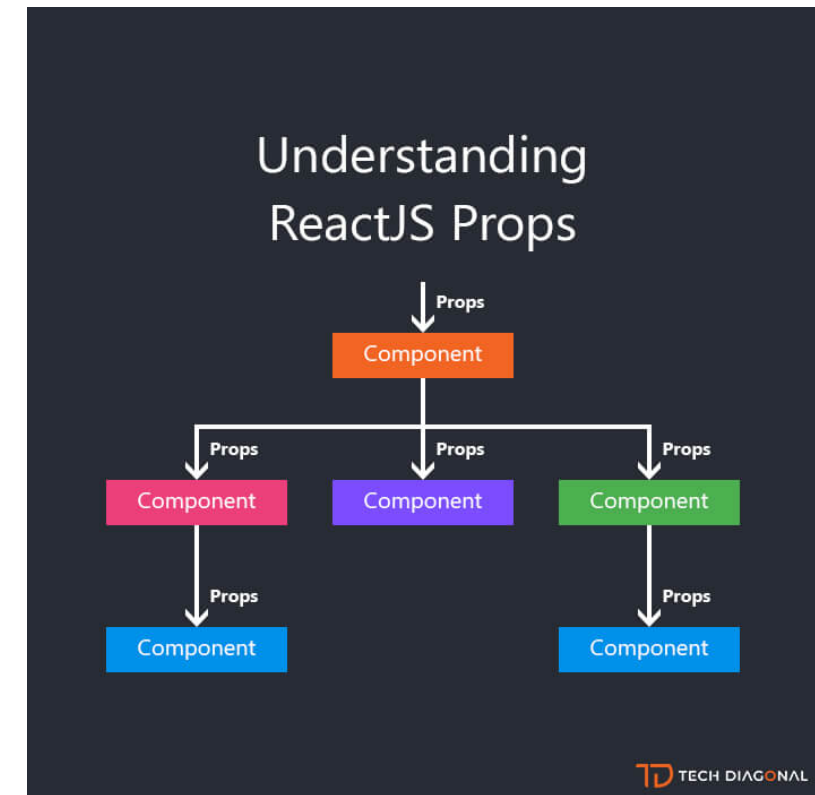 Understanding
ReactJS Props
Props
Component
Props
Props
Props
Component
Component
Component
Props
Props
Component
Component
TD TECH DIAGONAL